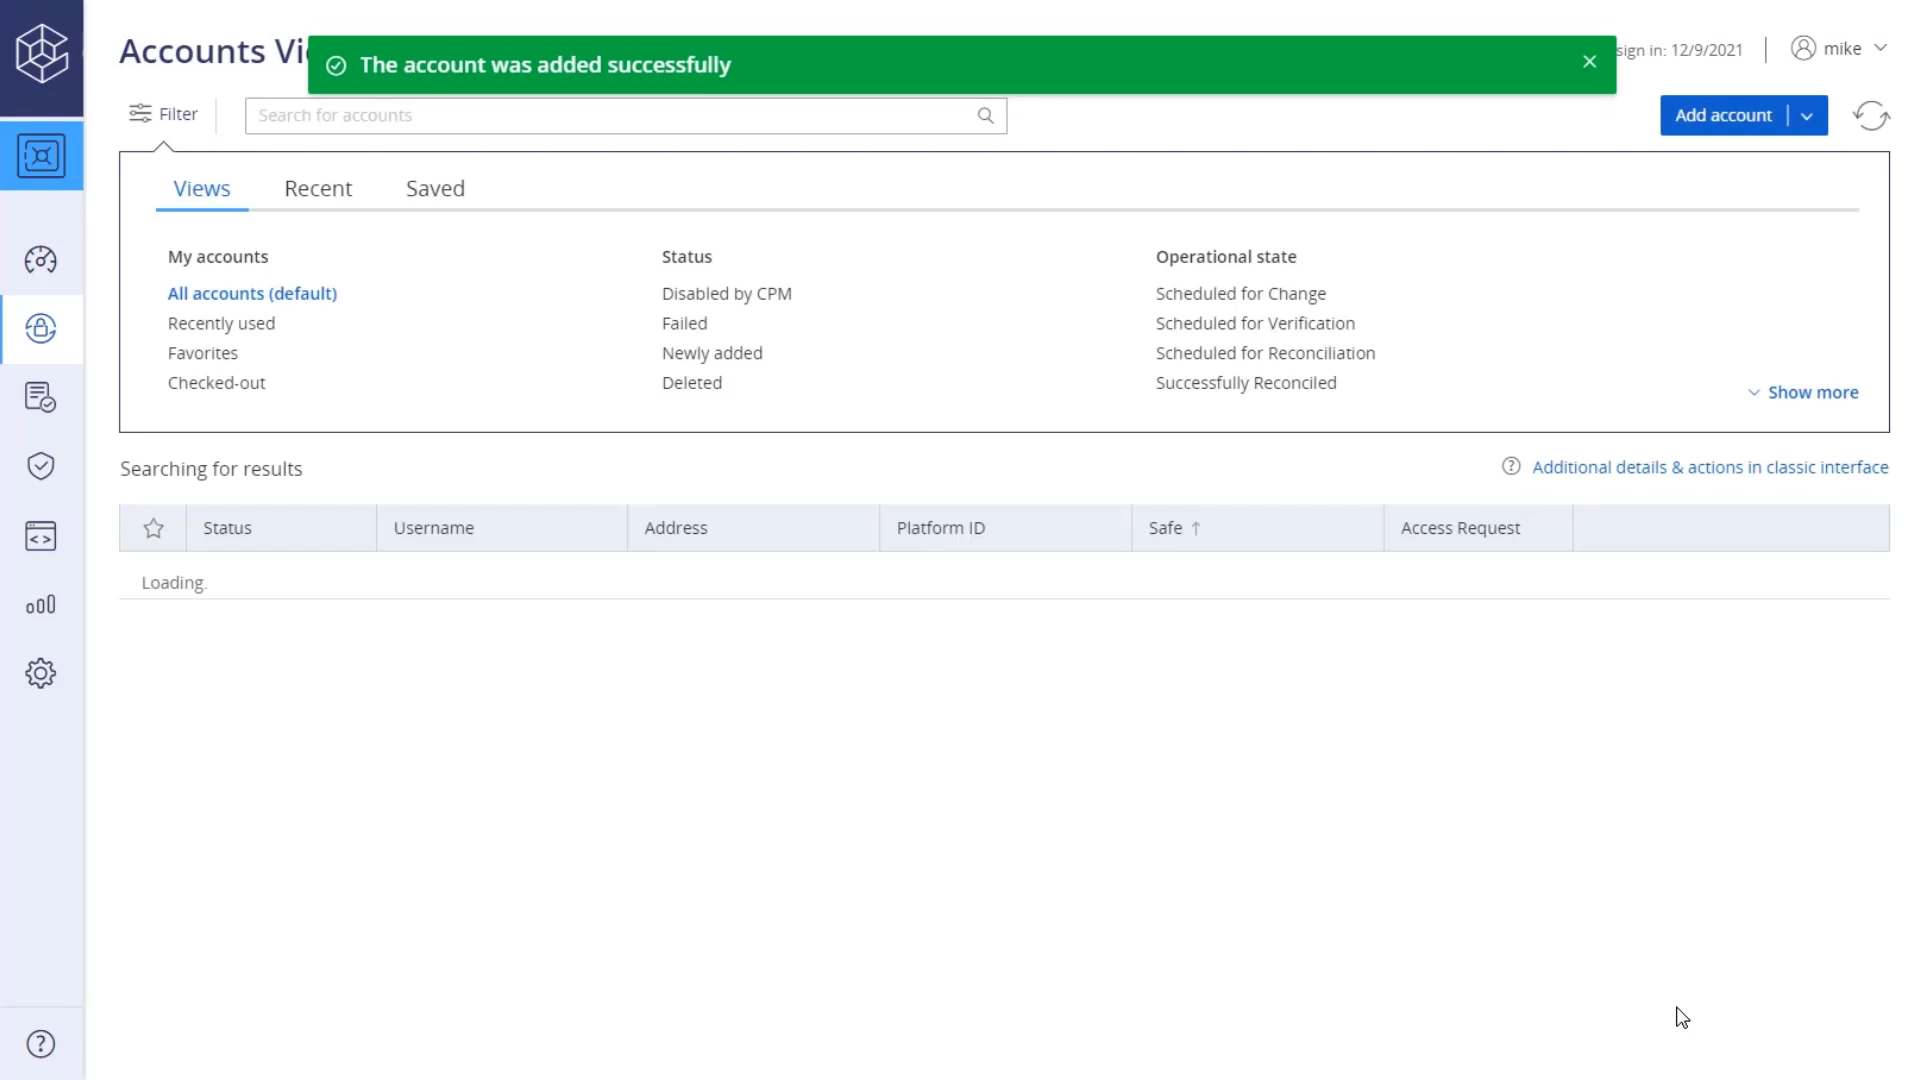 Accounts Vi
The account was added successfully
sign in: 12/9/2021
mike
Filter
Search for accounts
Add account
Views
Recent
Saved
My accounts
Status
Operational state
All accounts (default)
Disabled by CPM
Scheduled for Change
Recently used
Failed
Scheduled for Verification
Favorites
Newly added
Scheduled for Reconciliation
Checked-out
Deleted
Successfully Reconciled
Show more
Searching for results
Additional details & actions in classic interface
Status
Username
Address
Platform ID
Safe ↑
Access Request
Loading.